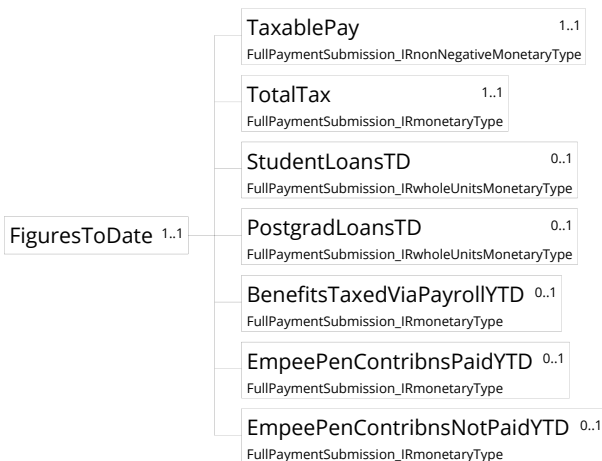 TaxablePay 1..1
FullPaymentSubmission_IRnonNegativeMonetaryType
TotalTax 1..1
FullPaymentSubmission_IRmonetaryType
StudentLoansTD 0..1
FullPaymentSubmission_IRwholeUnitsMonetaryType
FiguresToDate 1..1
PostgradLoansTD 0..1
FullPaymentSubmission_IRwholeUnitsMonetaryType
BenefitsTaxedViaPayrollYTD 0..1
FullPaymentSubmission_IRmonetaryType
EmpeePenContribnsPaidYTD 0..1
FullPaymentSubmission_IRmonetaryType
EmpeePenContribnsNotPaidYTD 0..1
FullPaymentSubmission_IRmonetaryType